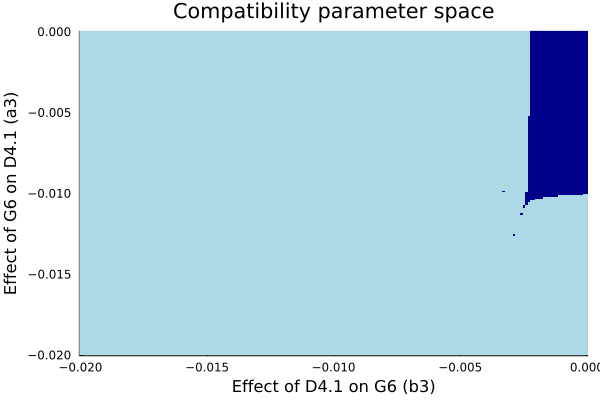 Compatibility parameter space
Effect of G6 on D4.1 (a3)
0.000
−0.005
−0.010
−0.015
−0.020
−0.020 −0.015 −0.010 −0.005 0.000
Effect of D4.1 on G6 (b3)